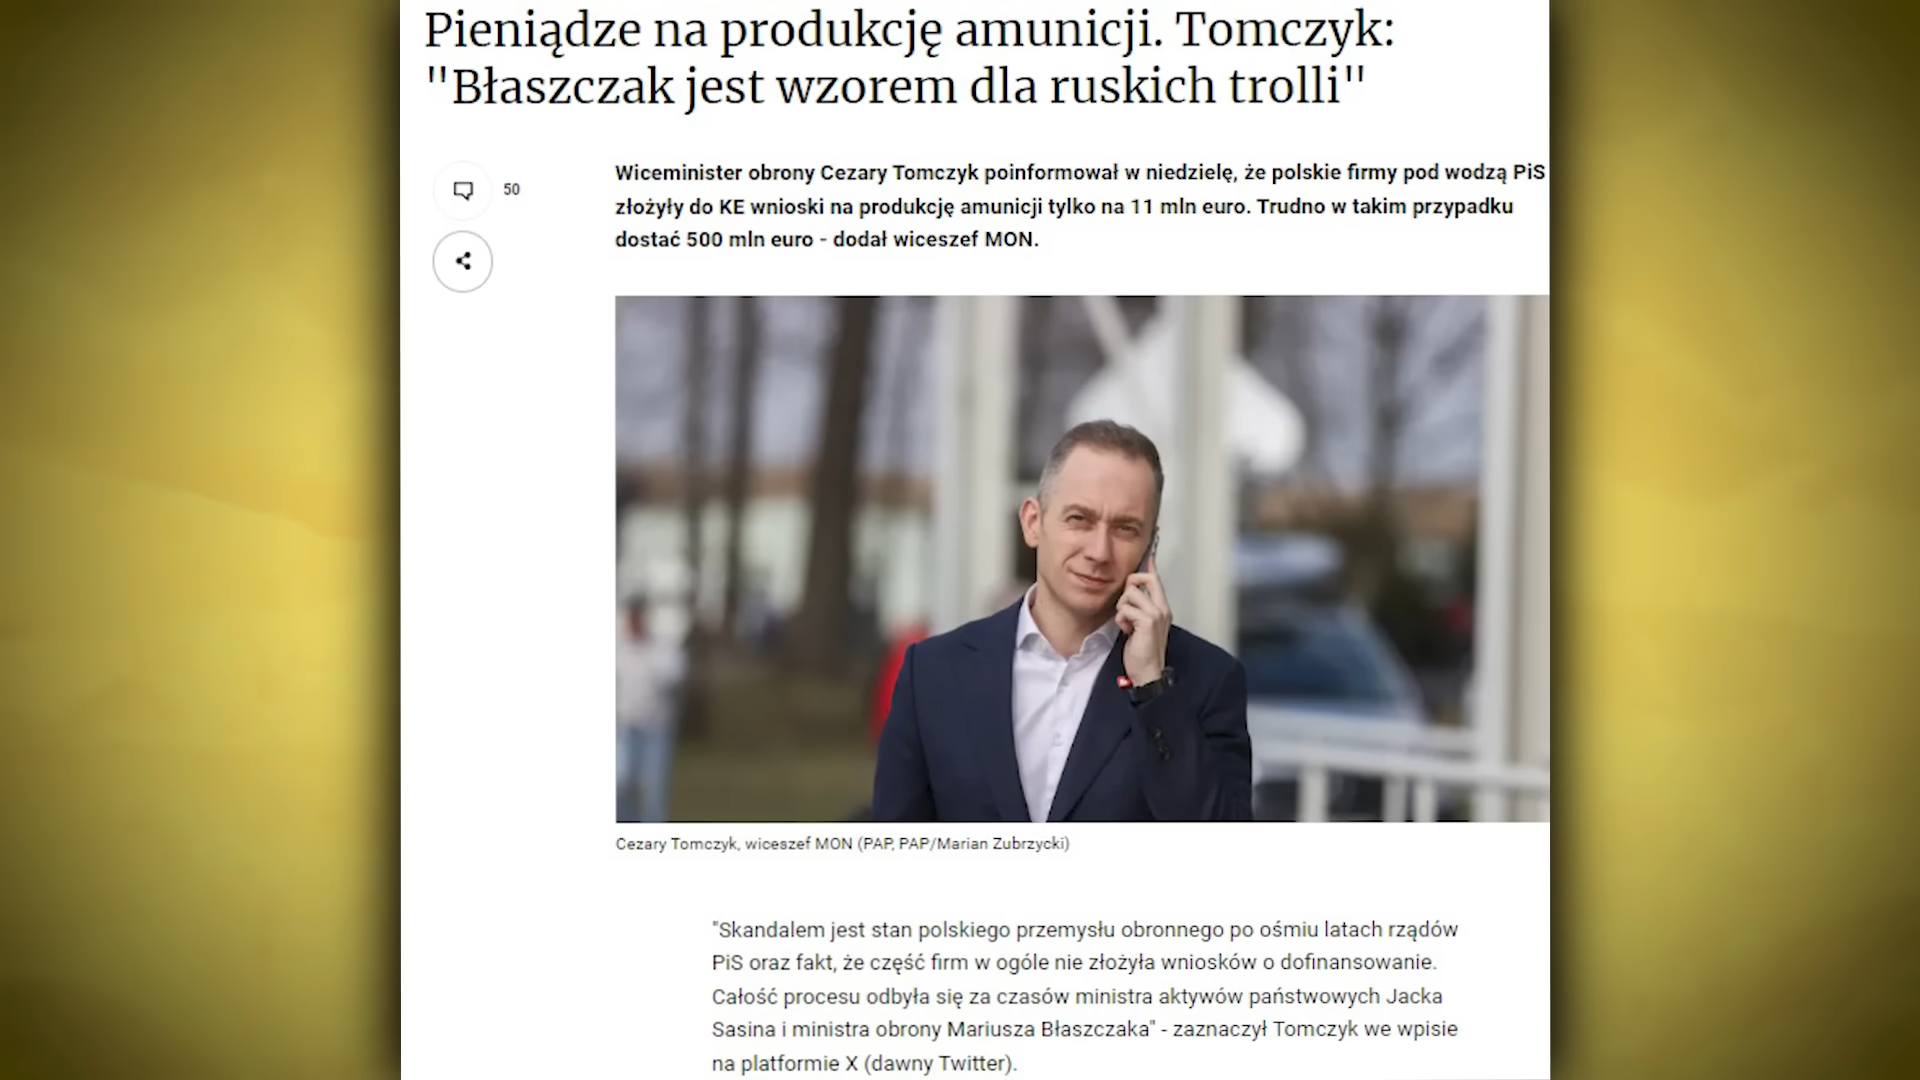 Pieniądze na produkcję amunicji. Tomczyk:
"Błaszczak jest wzorem dla ruskich trolli"
50
Wiceminister obrony Cezary Tomczyk poinformował w niedzielę, że polskie firmy pod wodzą PiS
złożyły do KE wnioski na produkcję amunicji tylko na 11 mln euro. Trudno w takim przypadku
dostać 500 mln euro - dodał wiceszef MON.
Cezary Tomczyk, wiceszef MON (PAP, PAP/Marian Zubrzycki)
"Skandalem jest stan polskiego przemysłu obronnego po ośmiu latach rządów
PiS oraz fakt, że część firm w ogóle nie złożyła wniosków o dofinansowanie.
Całość procesu odbyła się za czasów ministra aktywów państwowych Jacka
Sasina i ministra obrony Mariusza Błaszczaka" - zaznaczył Tomczyk we wpisie
na platformie X (dawny Twitter).